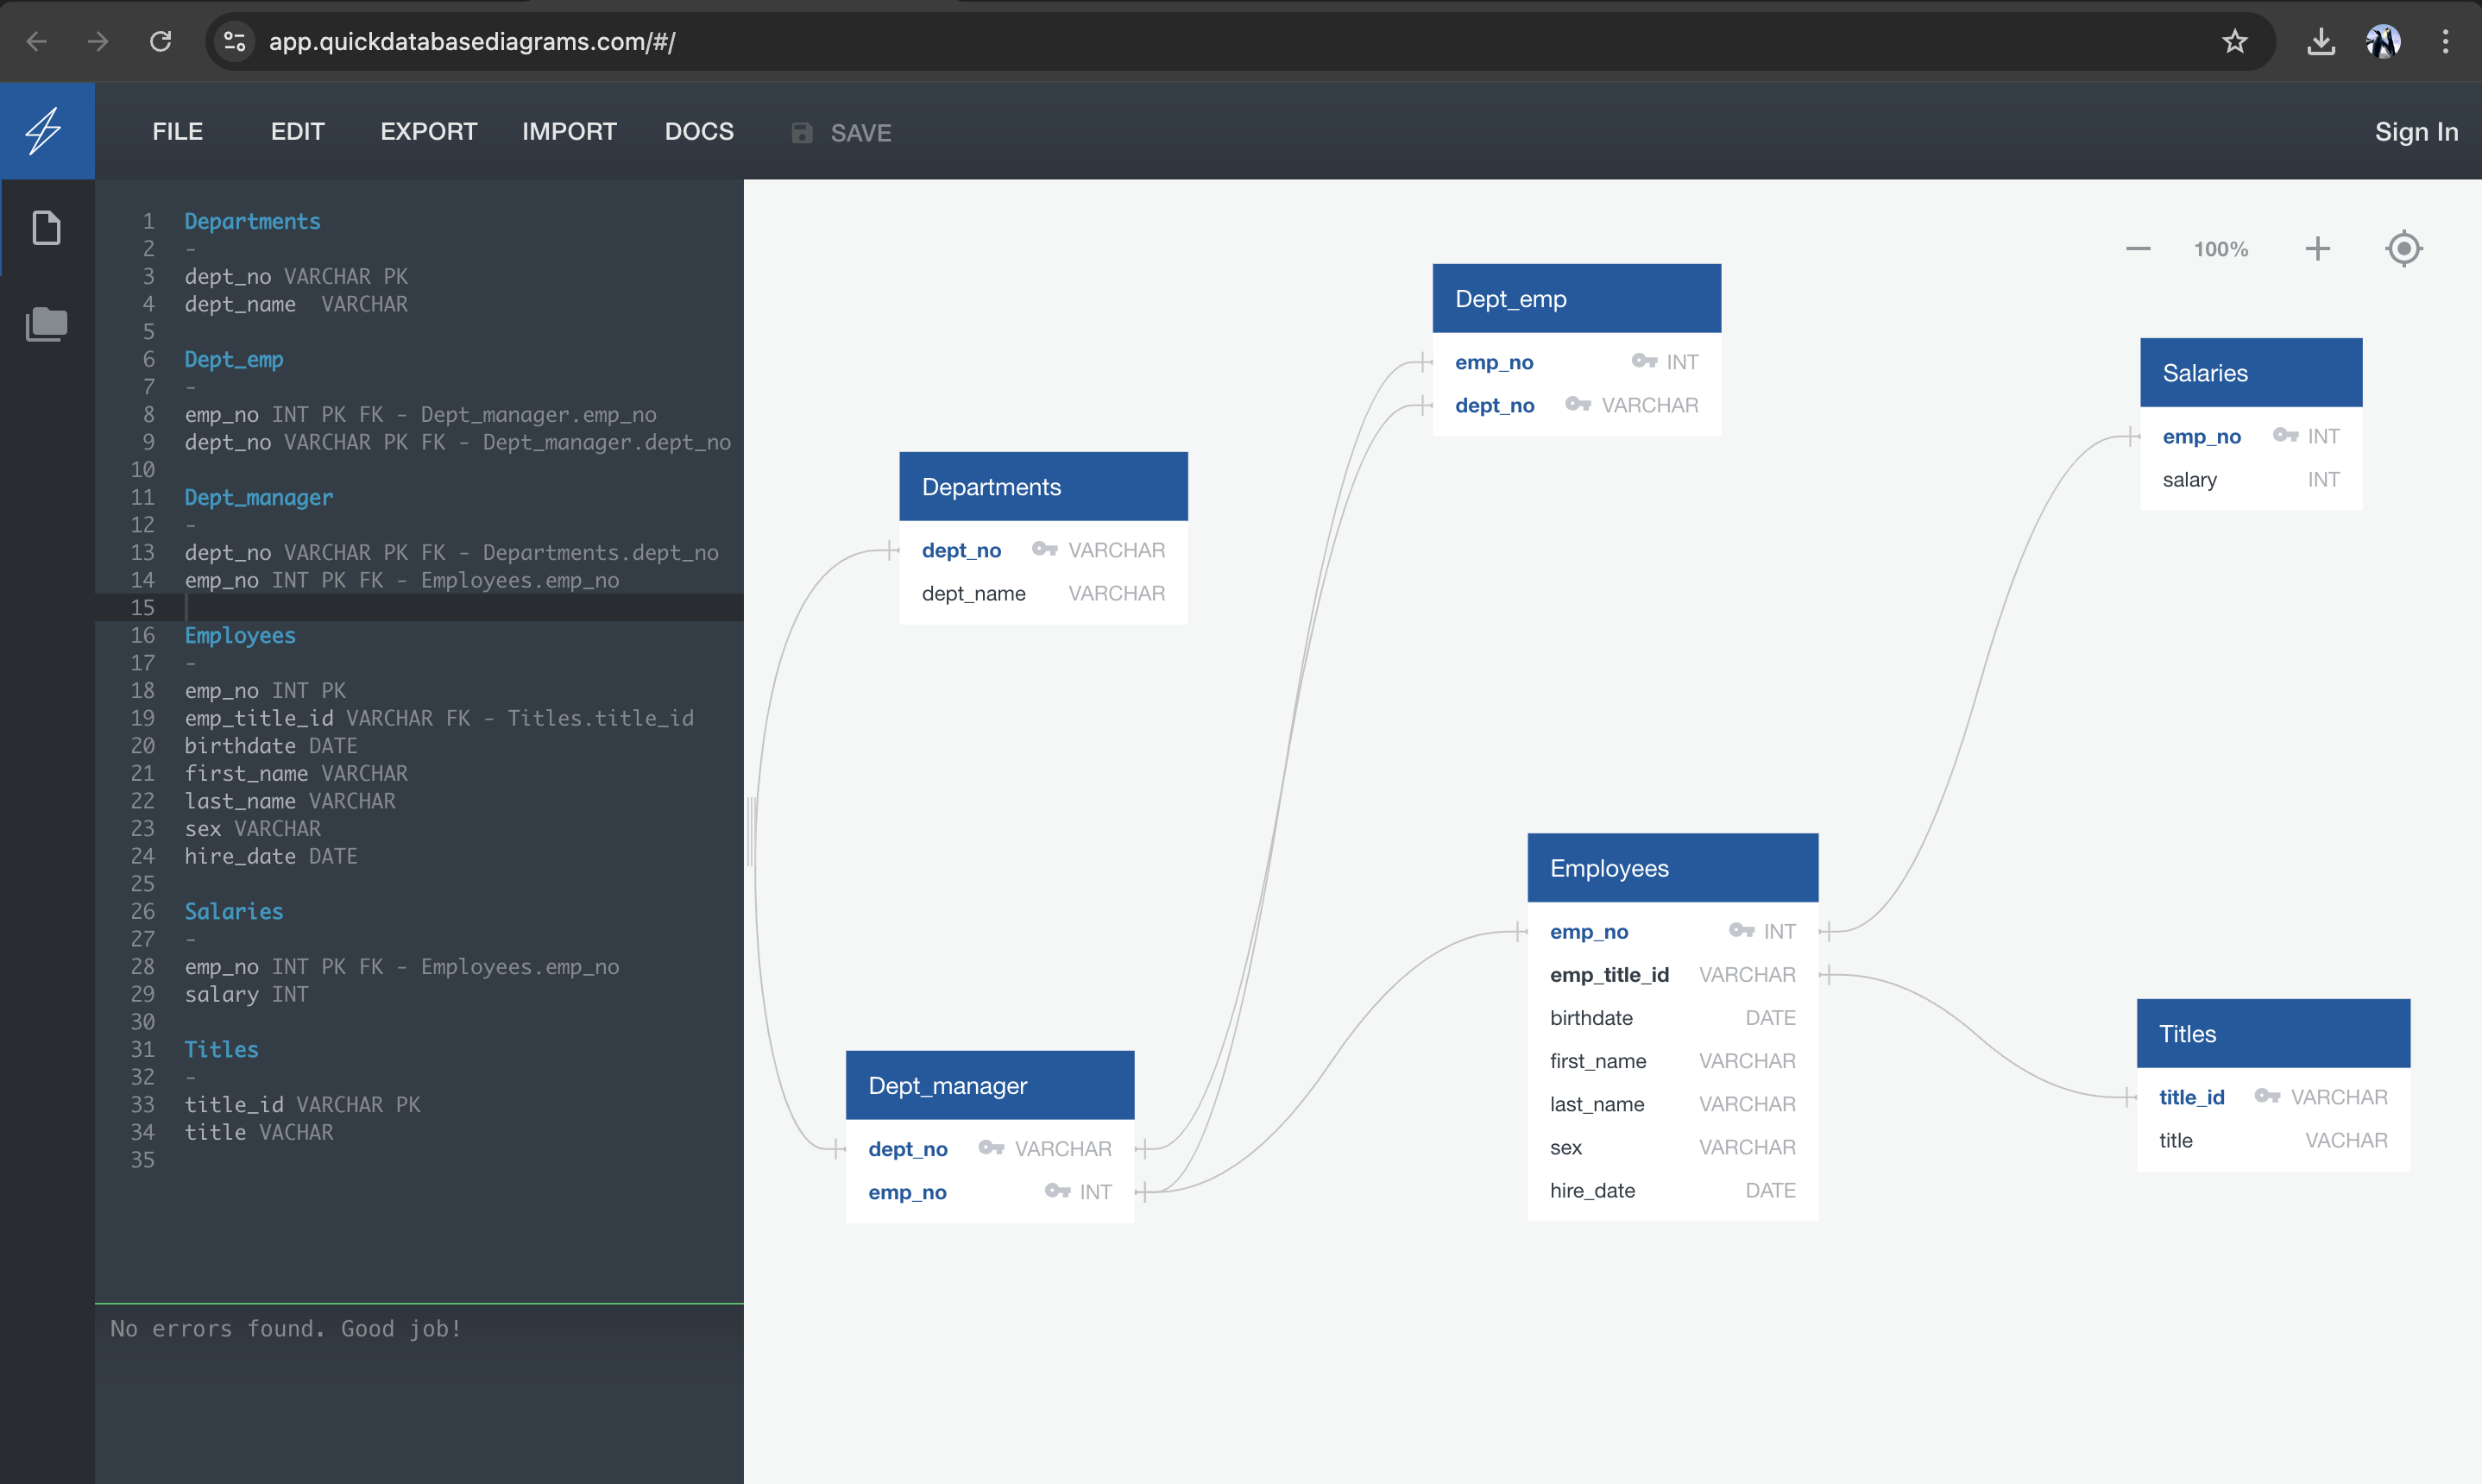 app.quickdatabasediagrams.com/#/
FILE EDIT EXPORT IMPORT DOCS SAVE Sign In
1 Departments
2 -
3 dept_no VARCHAR PK
4 dept_name  VARCHAR
5
6 Dept_emp
7 -
8 emp_no INT PK FK - Dept_manager.emp_no
9 dept_no VARCHAR PK FK - Dept_manager.dept_no
10
11 Dept_manager
12 -
13 dept_no VARCHAR PK FK - Departments.dept_no
14 emp_no INT PK FK - Employees.emp_no
15
16 Employees
17 -
18 emp_no INT PK
19 emp_title_id VARCHAR FK - Titles.title_id
20 birthdate DATE
21 first_name VARCHAR
22 last_name VARCHAR
23 sex VARCHAR
24 hire_date DATE
25
26 Salaries
27 -
28 emp_no INT PK FK - Employees.emp_no
29 salary INT
30
31 Titles
32 -
33 title_id VARCHAR PK
34 title VACHAR
35
No errors found. Good job!
100%
Dept_emp
emp_no INT
dept_no VARCHAR
Salaries
emp_no INT
salary INT
Departments
dept_no VARCHAR
dept_name VARCHAR
Employees
emp_no INT
emp_title_id VARCHAR
birthdate DATE
first_name VARCHAR
last_name VARCHAR
sex VARCHAR
hire_date DATE
Titles
title_id VARCHAR
title VACHAR
Dept_manager
dept_no VARCHAR
emp_no INT